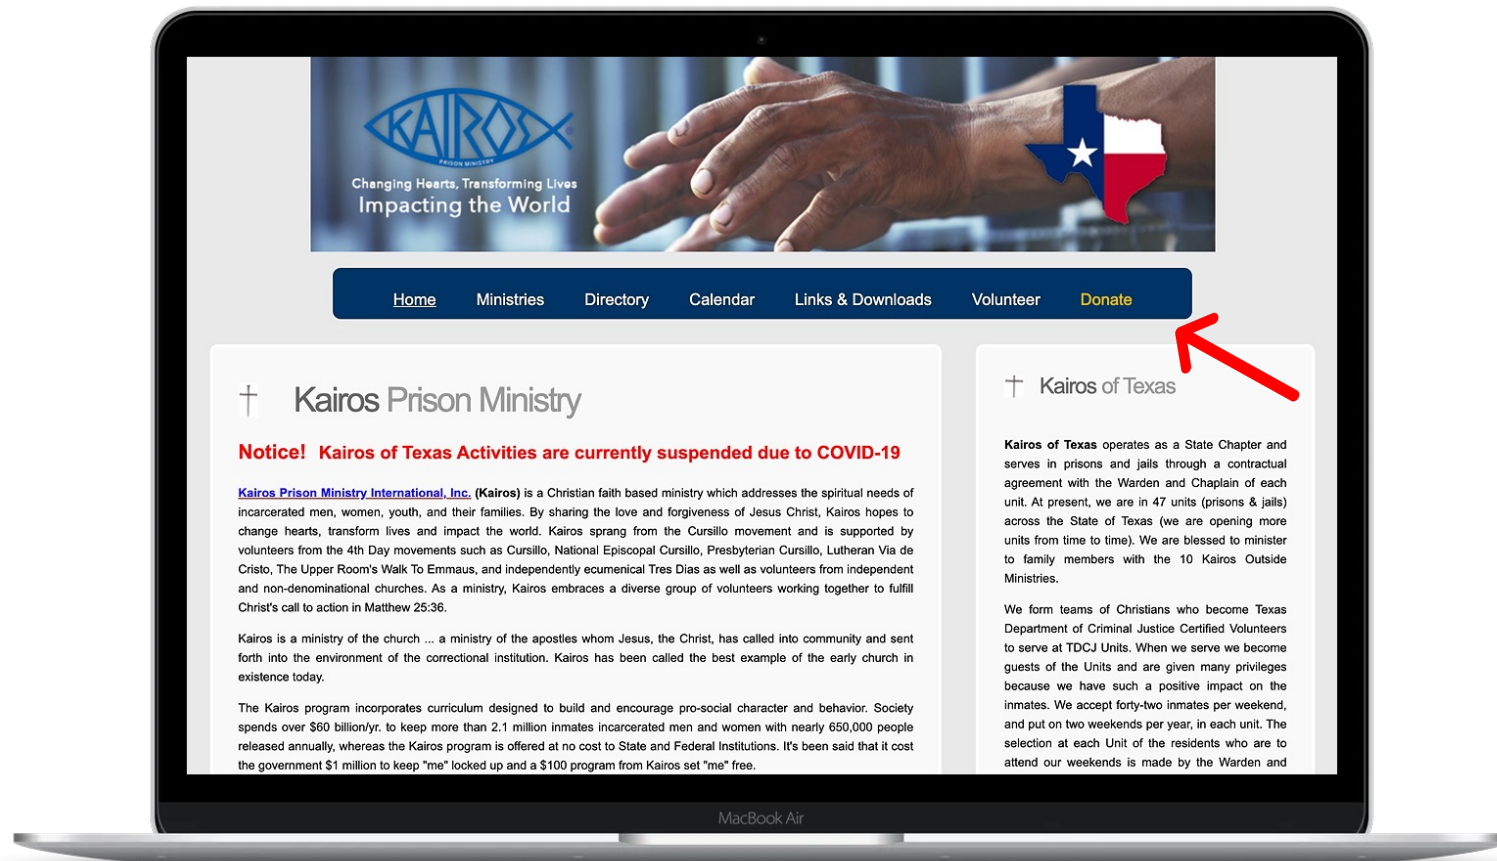 KAIROS
PRISON MINISTRY
Changing Hearts, Transforming Lives
Impacting the World
Home Ministries Directory Calendar Links & Downloads Volunteer Donate
Kairos Prison Ministry
Notice! Kairos of Texas Activities are currently suspended due to COVID-19
Kairos Prison Ministry International, Inc. (Kairos) is a Christian faith based ministry which addresses the spiritual needs of
incarcerated men, women, youth, and their families. By sharing the love and forgiveness of Jesus Christ, Kairos hopes to
change hearts, transform lives and impact the world. Kairos sprang from the Cursillo movement and is supported by
volunteers from the 4th Day movements such as Cursillo, National Episcopal Cursillo, Presbyterian Cursillo, Lutheran Via de
Cristo, The Upper Room's Walk To Emmaus, and independently ecumenical Tres Dias as well as volunteers from independent
and non-denominational churches. As a ministry, Kairos embraces a diverse group of volunteers working together to fulfill
Christ's call to action in Matthew 25:36.
Kairos is a ministry of the church ... a ministry of the apostles whom Jesus, the Christ, has called into community and sent
forth into the environment of the correctional institution. Kairos has been called the best example of the early church in
existence today.
The Kairos program incorporates curriculum designed to build and encourage pro-social character and behavior. Society
spends over $60 billion/yr. to keep more than 2.1 million inmates incarcerated men and women with nearly 650,000 people
released annually, whereas the Kairos program is offered at no cost to State and Federal Institutions. It's been said that it cost
the government $1 million to keep "me" locked up and a $100 program from Kairos set "me" free.
Kairos of Texas
Kairos of Texas operates as a State Chapter and
serves in prisons and jails through a contractual
agreement with the Warden and Chaplain of each
unit. At present, we are in 47 units (prisons & jails)
across the State of Texas (we are opening more
units from time to time). We are blessed to minister
to family members with the 10 Kairos Outside
Ministries.
We form teams of Christians who become Texas
Department of Criminal Justice Certified Volunteers
to serve at TDCJ Units. When we serve we become
guests of the Units and are given many privileges
because we have such a positive impact on the
inmates. We accept forty-two inmates per weekend,
and put on two weekends per year, in each unit. The
selection at each Unit of the residents who are to
attend our weekends is made by the Warden and
MacBook Air